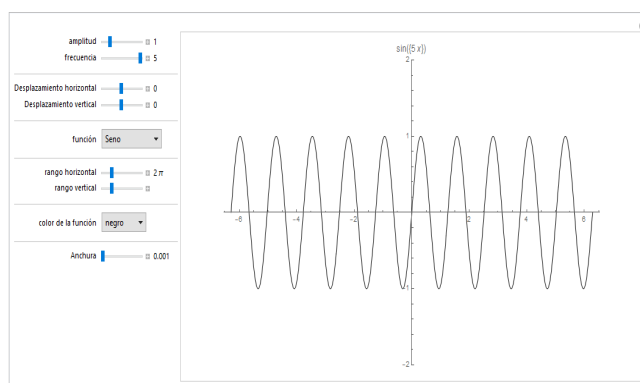 amplitud 1
frecuencia 5
Desplazamiento horizontal 0
Desplazamiento vertical 0
función Seno
rango horizontal 2 π
rango vertical
color de la función negro
Anchura 0.001
sin({5 x})
2
1
-6 -4 -2 2 4 6
-1
-2